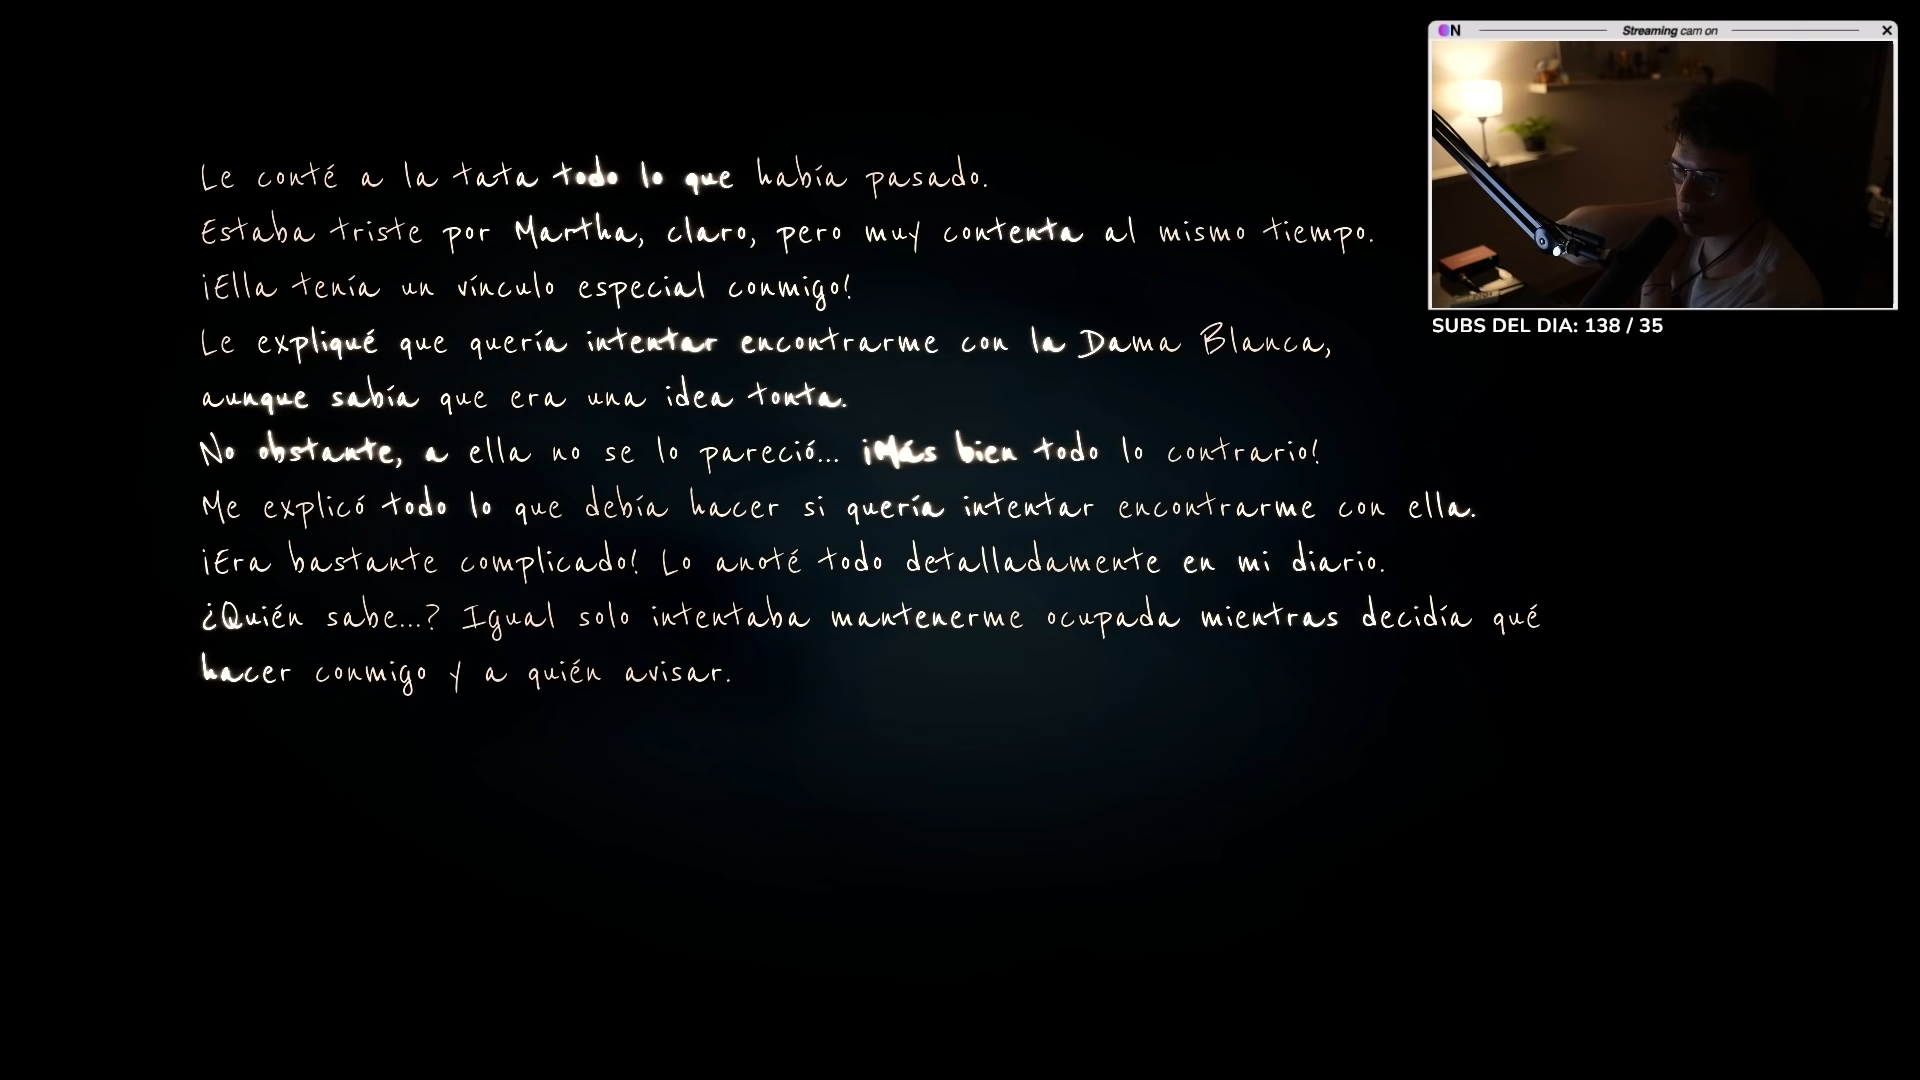 ON
Streaming cam on
Le conté a la tata todo lo que había pasado.
Estaba triste por Martha, claro, pero muy contenta al mismo tiempo.
¡Ella tenía un vínculo especial conmigo!
Le expliqué que quería intentar encontrarme con la Dama Blanca,
aunque sabía que era una idea tonta.
No obstante, a ella no se lo pareció... ¡Más bien todo lo contrario!
Me explicó todo lo que debía hacer si quería intentar encontrarme con ella.
¡Era bastante complicado! Lo anoté todo detalladamente en mi diario.
¿Quién sabe...? Igual solo intentaba mantenerme ocupada mientras decidía qué
hacer conmigo y a quién avisar.
SUBS DEL DIA: 138 / 35